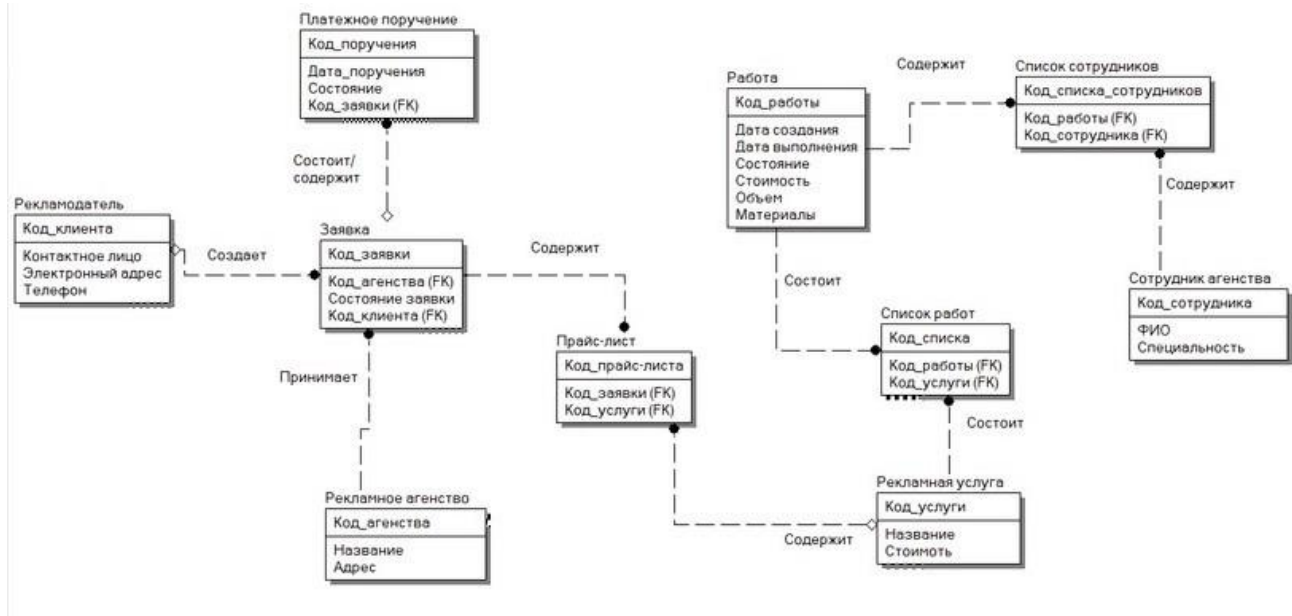 Платежное поручение
Код_поручения
Дата_поручения
Состояние
Код_заявки (FK)
Состоит/
содержит
Рекламодатель
Код_клиента
Контактное лицо
Электронный адрес
Телефон
Создает
Заявка
Код_заявки
Код_агенства (FK)
Состояние заявки
Код_клиента (FK)
Содержит
Принимает
Рекламное агенство
Код_агенства
Название
Адрес
Прайс-лист
Код_прайс-листа
Код_заявки (FK)
Код_услуги (FK)
Содержит
Работа
Код_работы
Дата создания
Дата выполнения
Состояние
Стоимость
Объем
Материалы
Содержит
Список сотрудников
Код_списка_сотрудников
Код_работы (FK)
Код_сотрудника (FK)
Содержит
Сотрудник агенства
Код_сотрудника
ФИО
Специальность
Состоит
Список работ
Код_списка
Код_работы (FK)
Код_услуги (FK)
Состоит
Рекламная услуга
Код_услуги
Название
Стоимоть